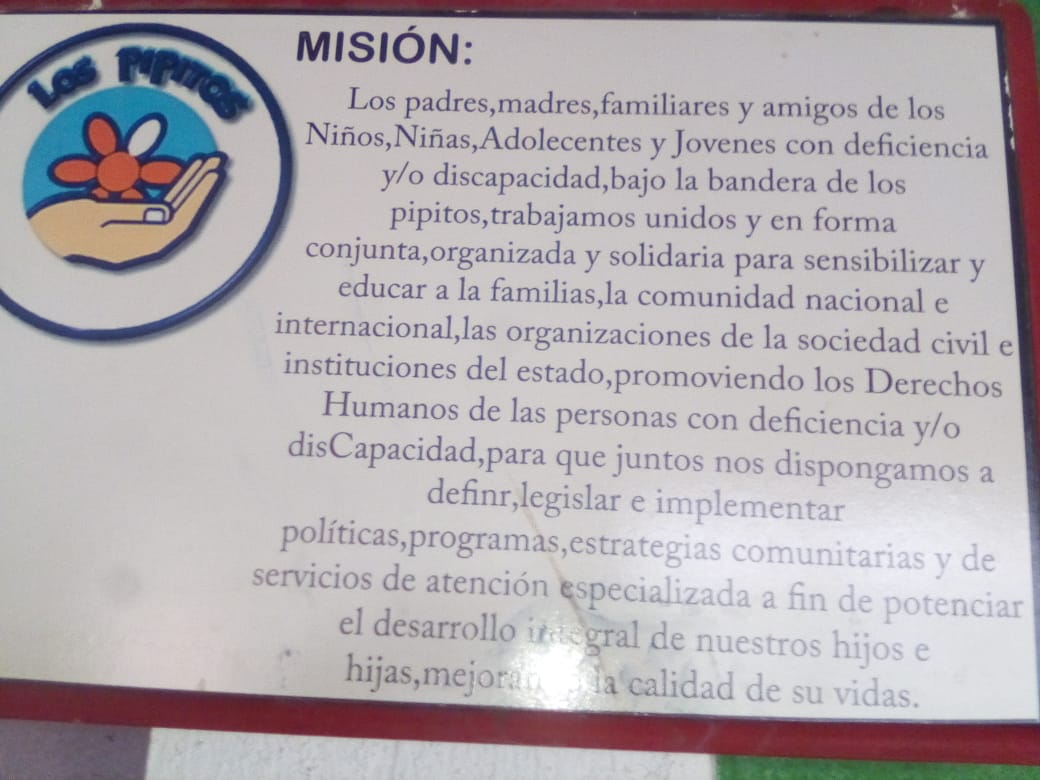 LOS PIPITOS
MISIÓN:
Los padres,madres,familiares y amigos de los
Niños,Niñas,Adolecentes y Jovenes con deficiencia
y/o discapacidad,bajo la bandera de los
pipitos,trabajamos unidos y en forma
conjunta,organizada y solidaria para sensibilizar y
educar a la familias,la comunidad nacional e
internacional,las organizaciones de la sociedad civil e
instituciones del estado,promoviendo los Derechos
Humanos de las personas con deficiencia y/o
disCapacidad,para que juntos nos dispongamos a
definr,legislar e implementar
políticas,programas,estrategias comunitarias y de
servicios de atención especializada a fin de potenciar
el desarrollo integral de nuestros hijos e
hijas,mejorando la calidad de su vidas.